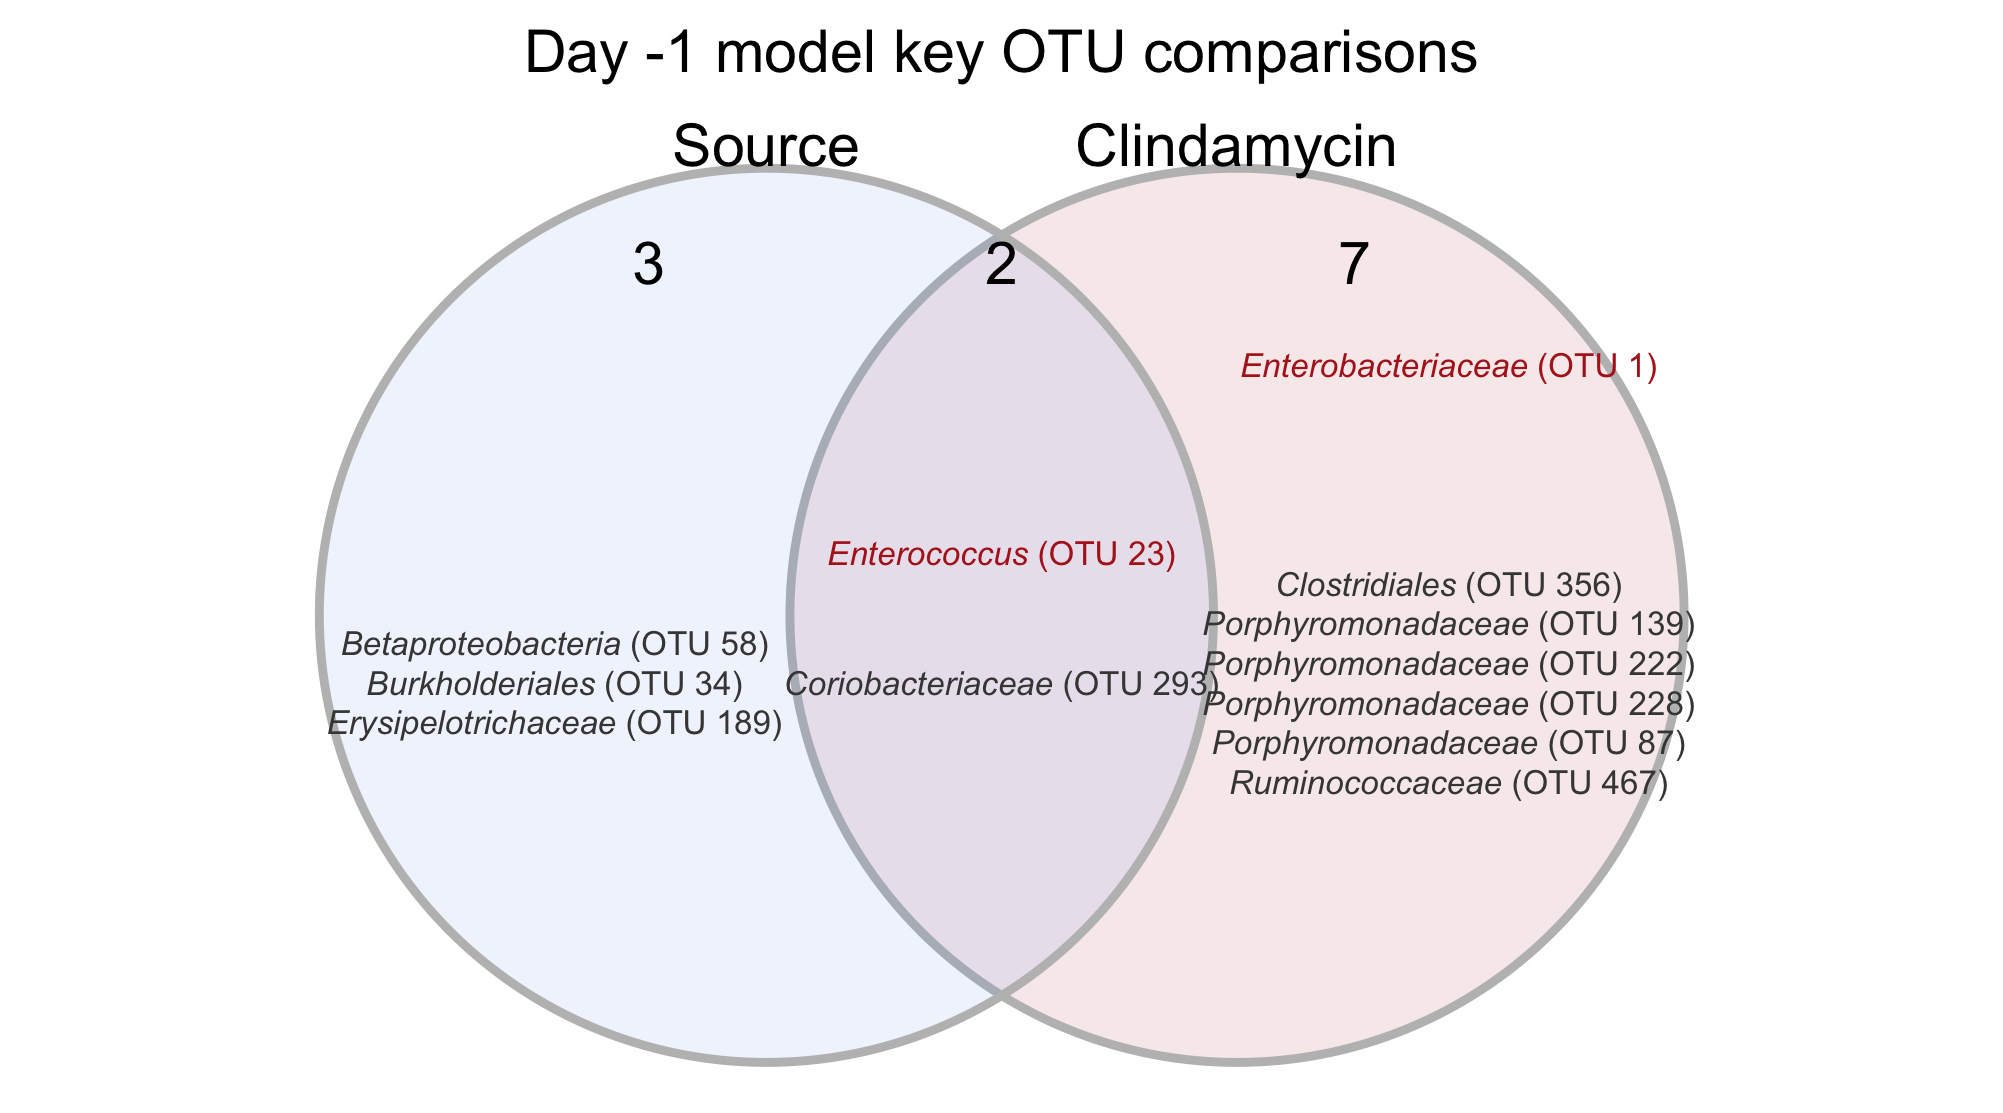 Day -1 model key OTU comparisons
Source
Clindamycin
3
2
7
Enterobacteriaceae (OTU 1)
Enterococcus (OTU 23)
Betaproteobacteria (OTU 58)
Burkholderiales (OTU 34)
Erysipelotrichaceae (OTU 189)
Coriobacteriaceae (OTU 293)
Clostridiales (OTU 356)
Porphyromonadaceae (OTU 139)
Porphyromonadaceae (OTU 222)
Porphyromonadaceae (OTU 228)
Porphyromonadaceae (OTU 87)
Ruminococcaceae (OTU 467)